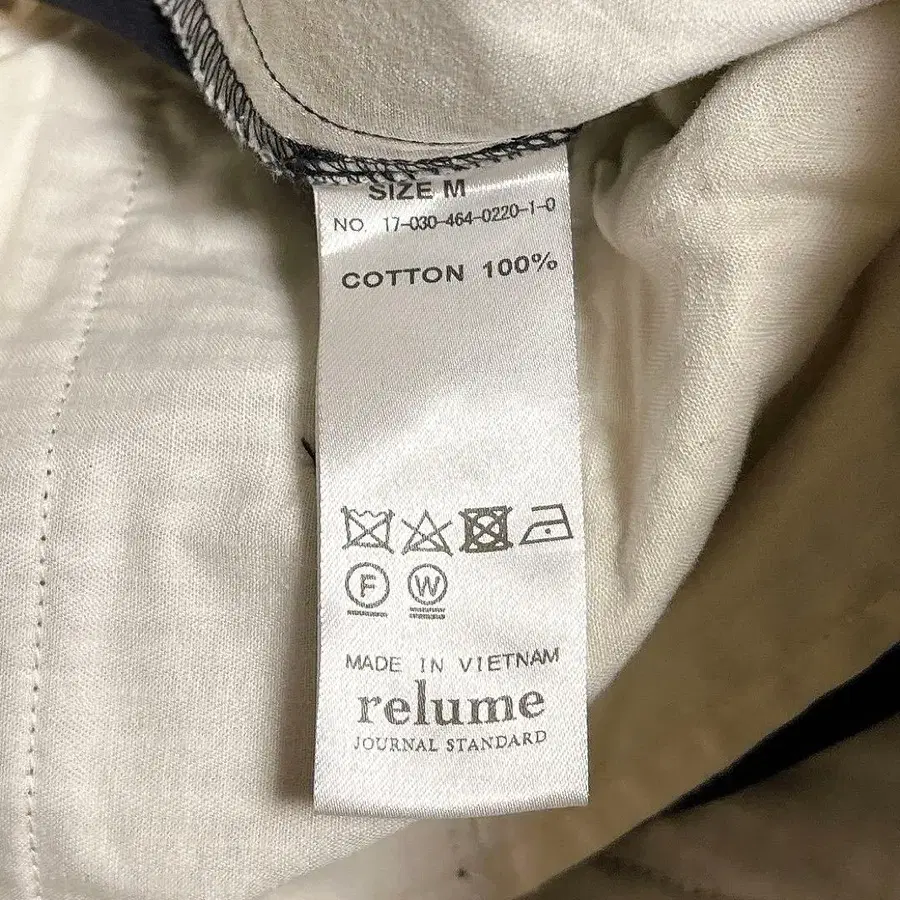 SIZE M
NO. 17-030-464-0220-1-0
COTTON 100%
F W
MADE IN VIETNAM
relume
JOURNAL STANDARD